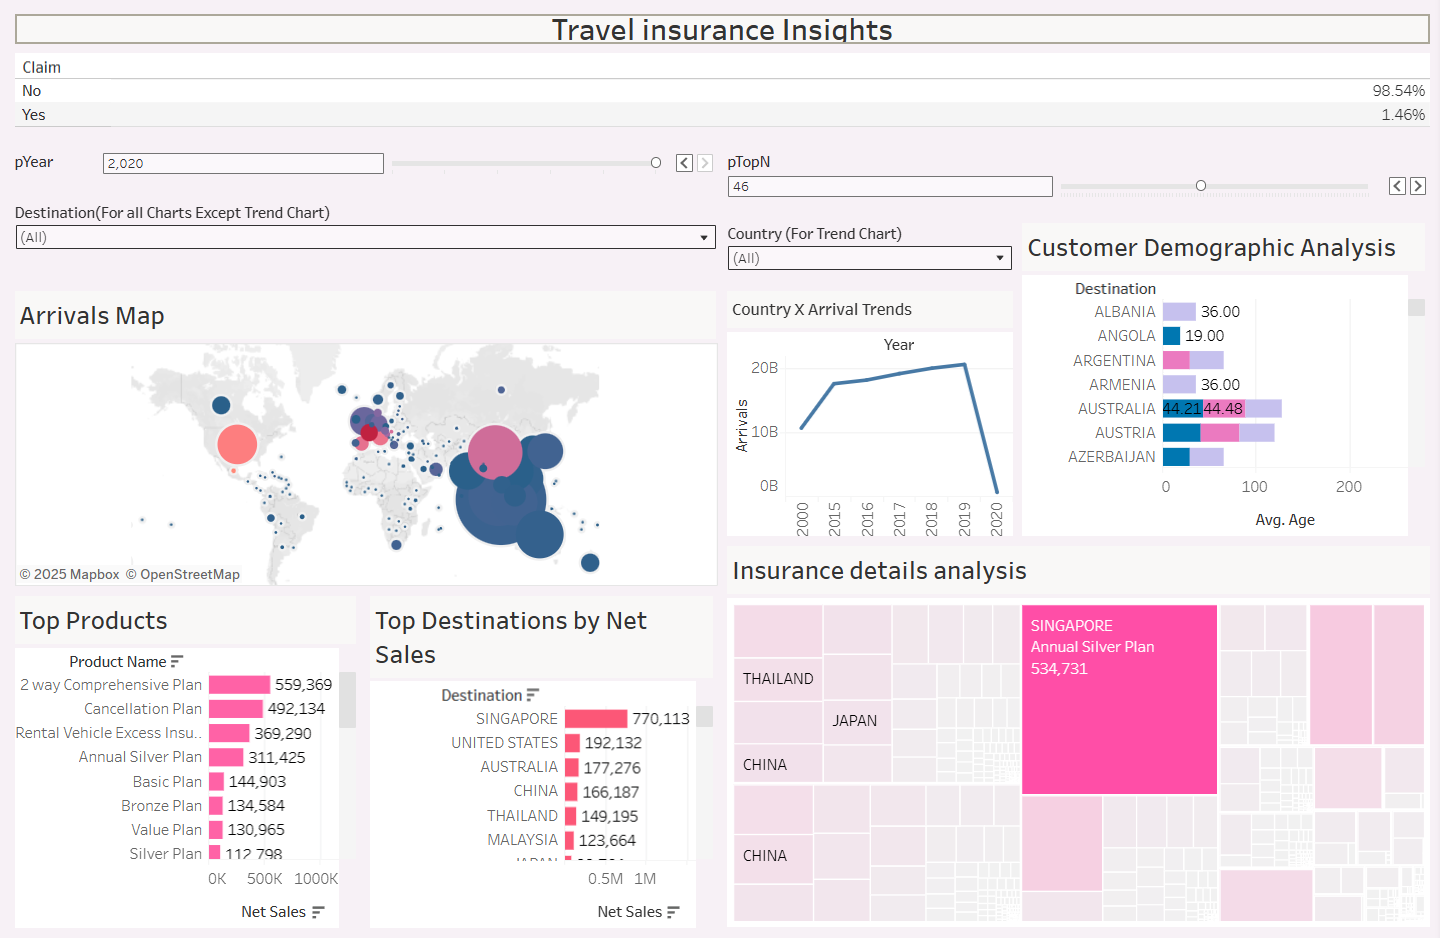 Travel insurance Insights
Claim
No 98.54%
Yes 1.46%
pYear
2,020
pTopN
46
Destination(For all Charts Except Trend Chart)
(All)
Country (For Trend Chart)
(All)
Customer Demographic Analysis
Destination
ALBANIA 36.00
ANGOLA 19.00
ARGENTINA
ARMENIA 36.00
AUSTRALIA 44.21 44.48
AUSTRIA
AZERBAIJAN
0 100 200
Avg. Age
Arrivals Map
© 2025 Mapbox © OpenStreetMap
Country X Arrival Trends
Year
20B
10B
0B
Arrivals
2000 2015 2016 2017 2018 2019 2020
Insurance details analysis
THAILAND
JAPAN
CHINA
CHINA
SINGAPORE
Annual Silver Plan
534,731
Top Products
Product Name
2 way Comprehensive Plan 559,369
Cancellation Plan 492,134
Rental Vehicle Excess Insu.. 369,290
Annual Silver Plan 311,425
Basic Plan 144,903
Bronze Plan 134,584
Value Plan 130,965
Silver Plan 112,798
0K 500K 1000K
Net Sales
Top Destinations by Net
Sales
Destination
SINGAPORE 770,113
UNITED STATES 192,132
AUSTRALIA 177,276
CHINA 166,187
THAILAND 149,195
MALAYSIA 123,664
0.5M 1M
Net Sales